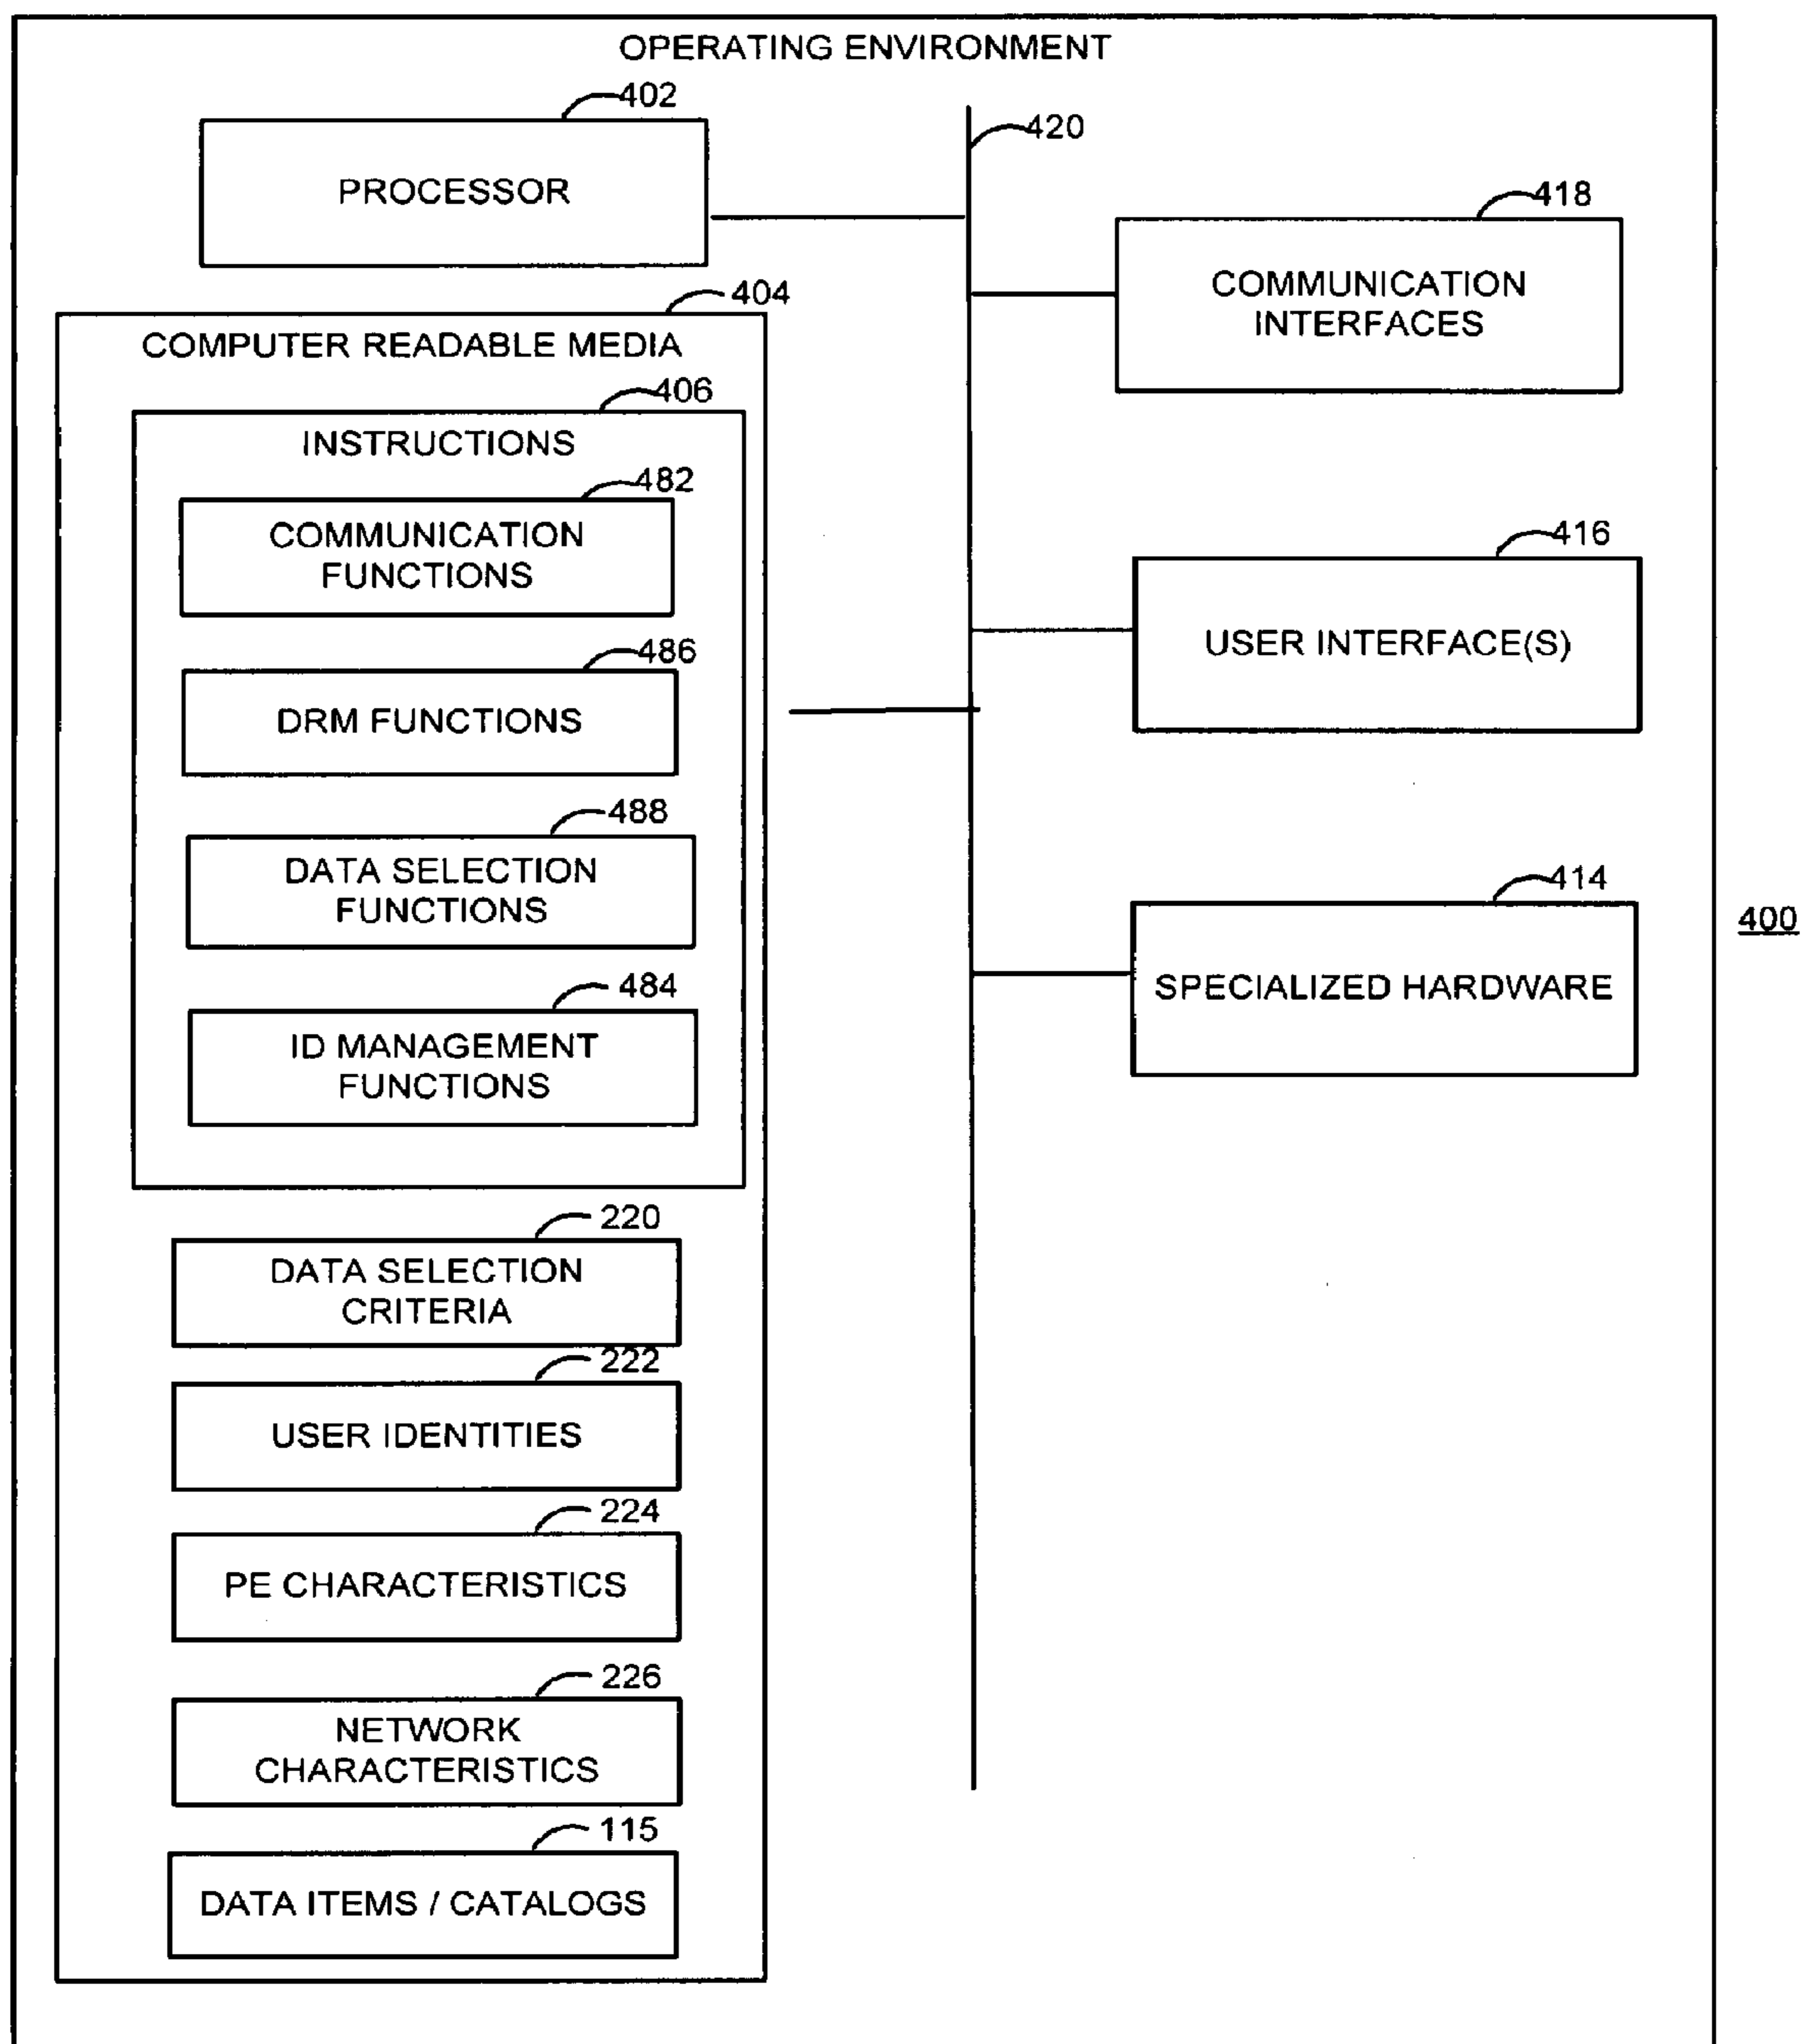 OPERATING ENVIRONMENT
402
PROCESSOR
420
418
COMMUNICATION
INTERFACES
404
COMPUTER READABLE MEDIA
406
INSTRUCTIONS
482
COMMUNICATION
FUNCTIONS
416
USER INTERFACE(S)
486
DRM FUNCTIONS
488
DATA SELECTION
FUNCTIONS
414
SPECIALIZED HARDWARE
400
484
ID MANAGEMENT
FUNCTIONS
220
DATA SELECTION
CRITERIA
222
USER IDENTITIES
224
PE CHARACTERISTICS
226
NETWORK
CHARACTERISTICS
115
DATA ITEMS / CATALOGS